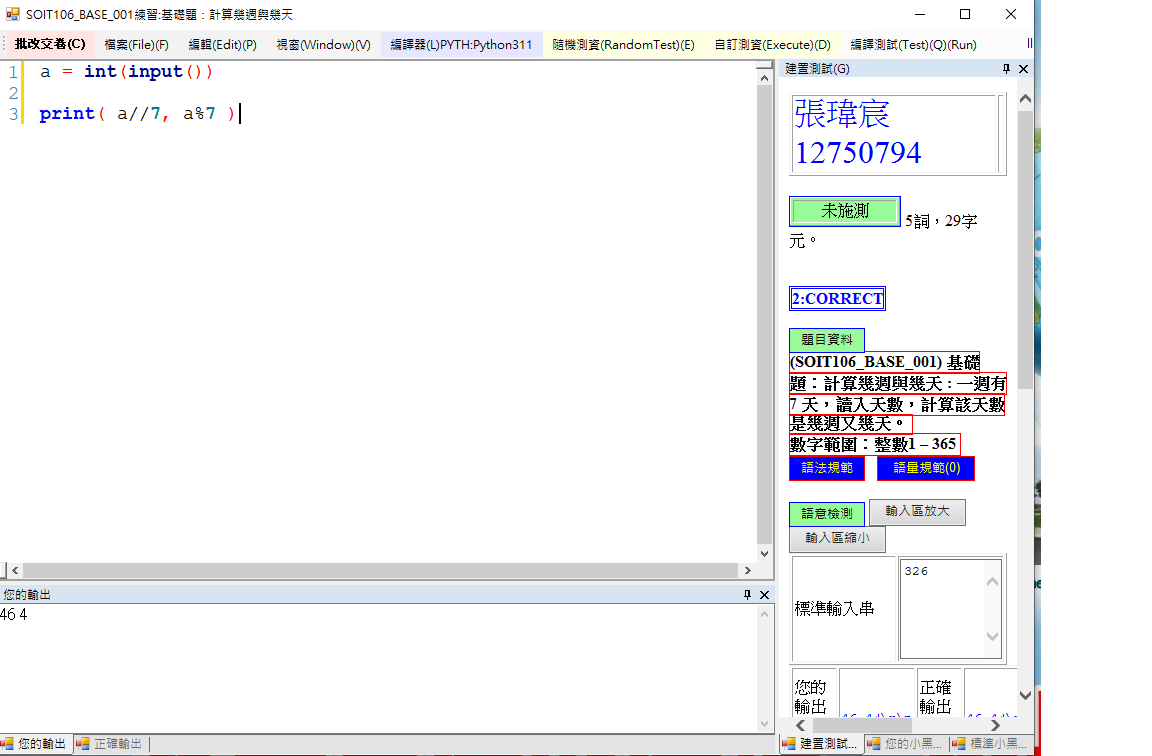 SOIT106_BASE_001練習:基礎題：計算幾週與幾天
批改交卷(C) 檔案(File)(F) 編輯(Edit)(P) 視窗(Window)(V) 編譯器(L)PYTH:Python311 隨機測資(RandomTest)(E) 自訂測資(Execute)(D) 編譯測試(Test)(Q)(Run)
1 a = int(input())
2
3 print( a//7, a%7 )
您的輸出
46 4
您的輸出 正確輸出
建置測試(G)
張瑋宸
12750794
未施測 5詞，29字
元。
2:CORRECT
題目資料
(SOIT106_BASE_001) 基礎
題：計算幾週與幾天 : 一週有
7 天，讀入天數，計算該天數
是幾週又幾天。
數字範圍：整數1 – 365
語法規範 語量規範(0)
語意檢測 輸入區放大
輸入區縮小
標準輸入串 326
您的 正確
輸出 輸出
建置測試... 您的小黑... 標準小黑...